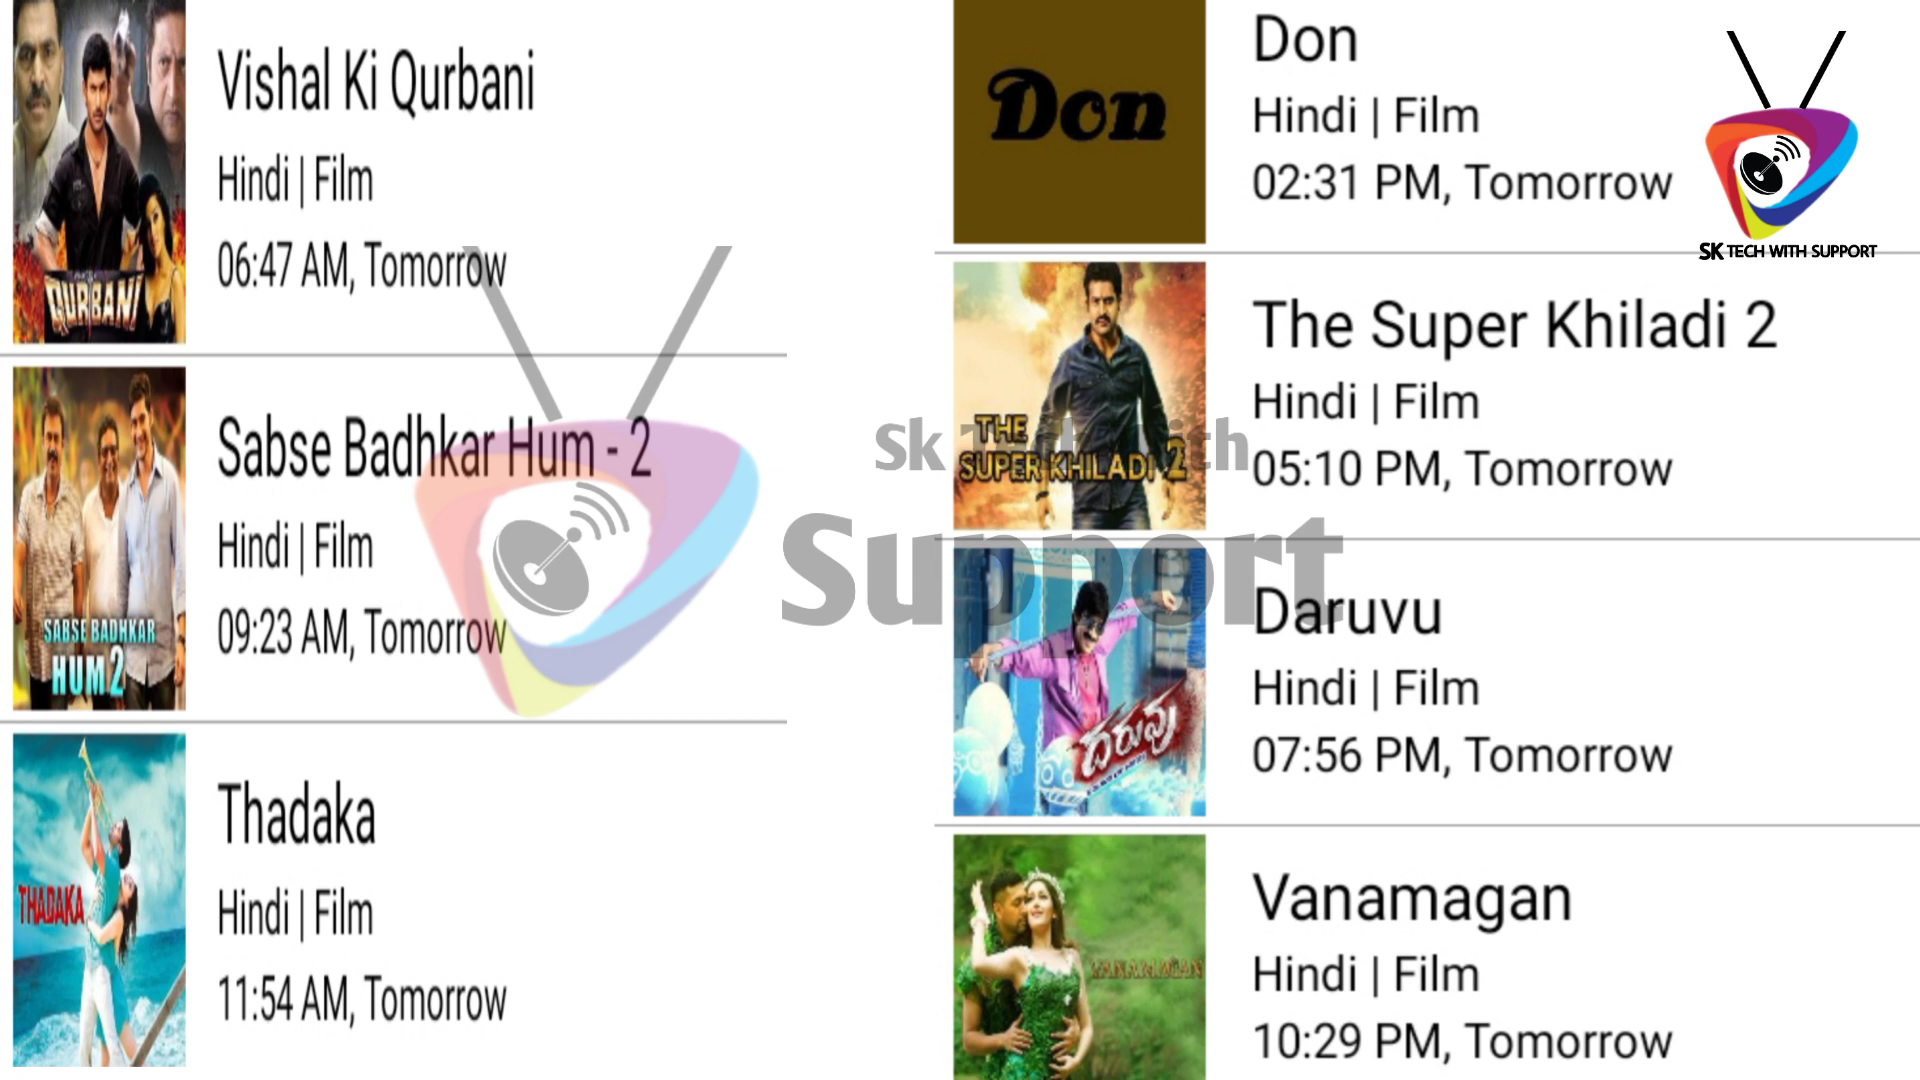 Vishal Ki Qurbani
Hindi | Film
06:47 AM, Tomorrow
QURBANI
Sabse Badhkar Hum - 2
Hindi | Film
09:23 AM, Tomorrow
SABSE BADHKAR
HUM 2
Thadaka
Hindi | Film
11:54 AM, Tomorrow
THADAKA
Don
Don
Hindi | Film
02:31 PM, Tomorrow
SK TECH WITH SUPPORT
The Super Khiladi 2
Hindi | Film
05:10 PM, Tomorrow
THE
SUPER KHILADI 2
Sk Tech With
Support
Daruvu
Hindi | Film
07:56 PM, Tomorrow
దరువు
Vanamagan
Hindi | Film
10:29 PM, Tomorrow
VANAMAGAN